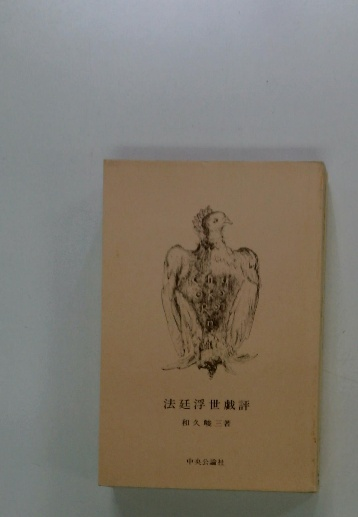 法廷浮世戯評
和久峻三著
中央公論社